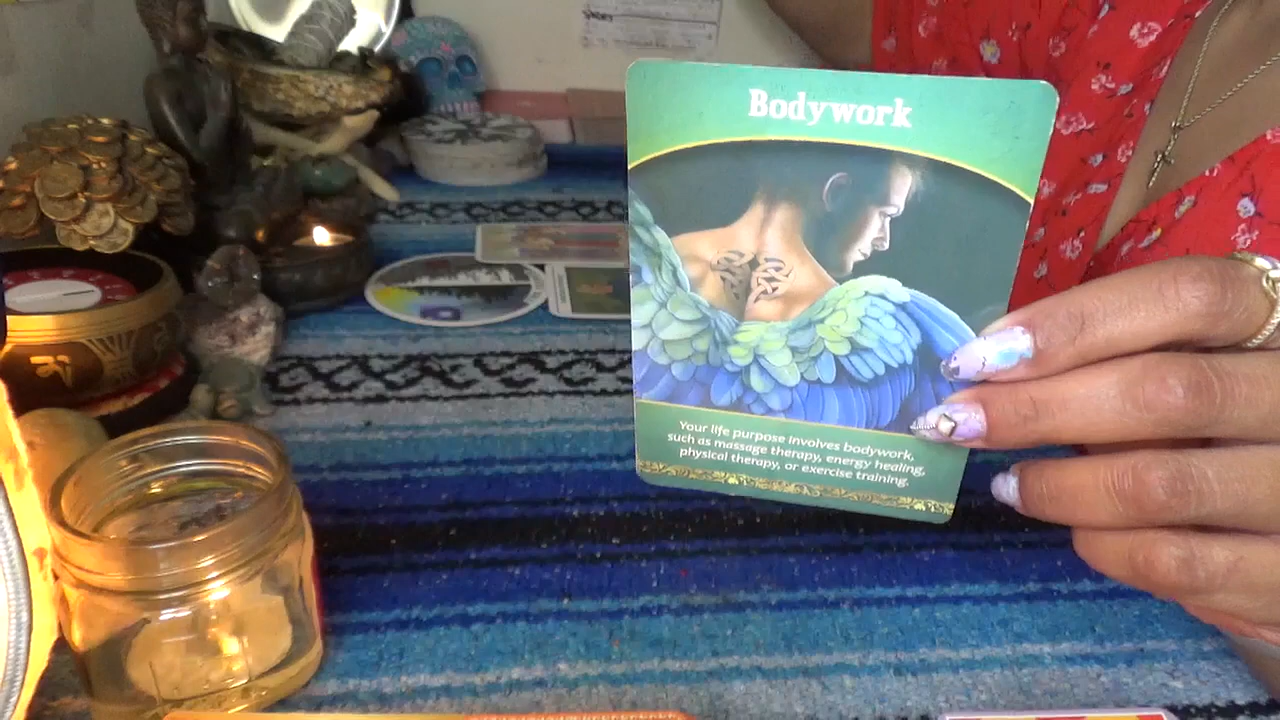 Bodywork
Your life purpose involves bodywork,
such as massage therapy, energy healing,
physical therapy, or exercise training.